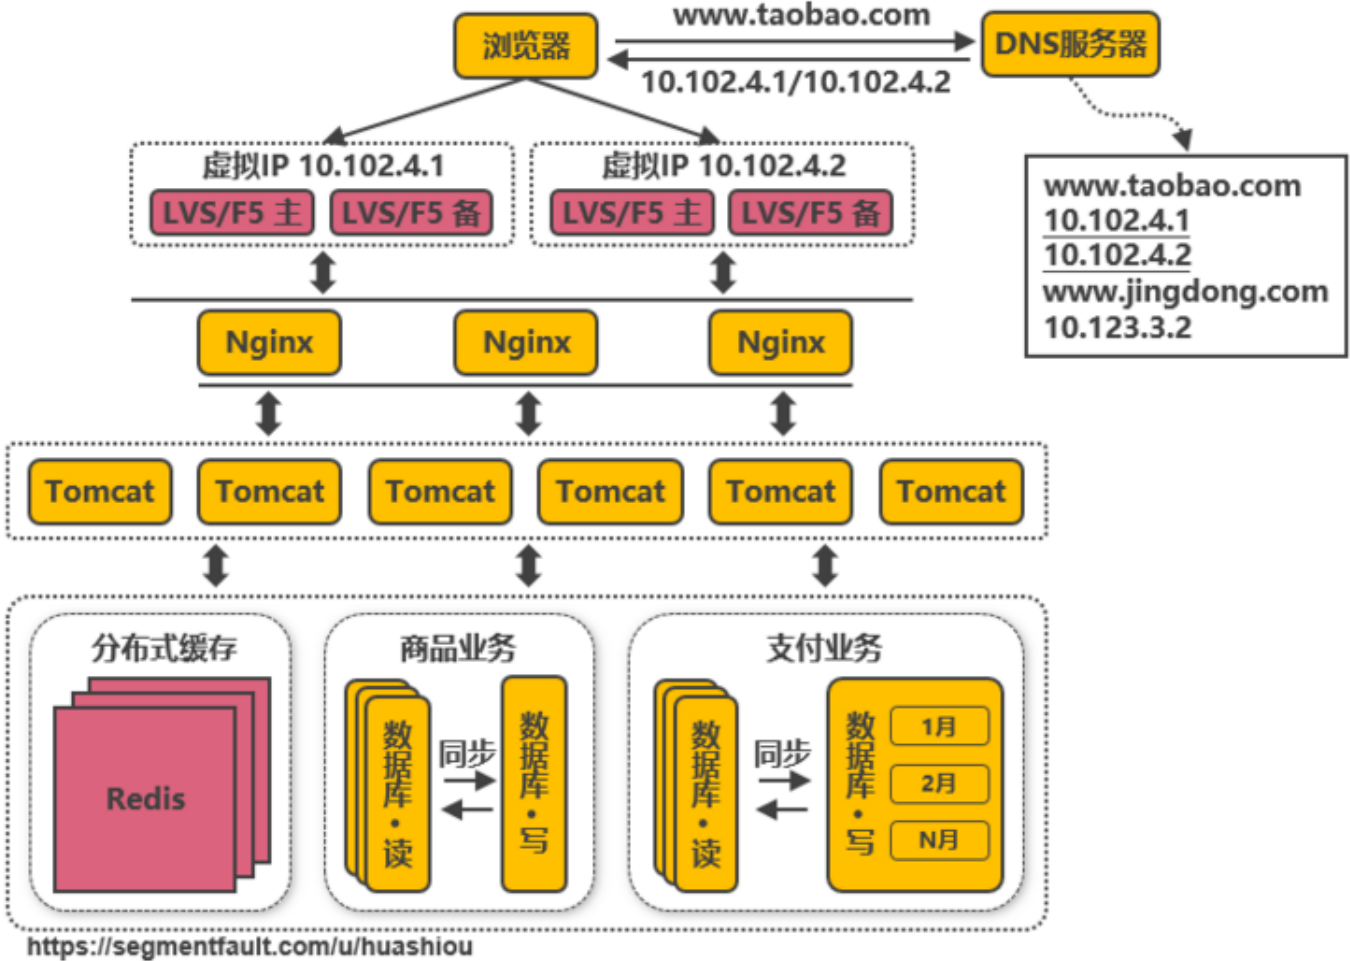 www.taobao.com
浏览器
DNS服务器
10.102.4.1/10.102.4.2
虚拟IP 10.102.4.1
LVS/F5 主
LVS/F5 备
虚拟IP 10.102.4.2
LVS/F5 主
LVS/F5 备
www.taobao.com
10.102.4.1
10.102.4.2
www.jingdong.com
10.123.3.2
Nginx
Nginx
Nginx
Tomcat
Tomcat
Tomcat
Tomcat
Tomcat
Tomcat
分布式缓存
Redis
商品业务
数据库·读
同步
数据库·写
支付业务
数据库·读
同步
数据库·写
1月
2月
N月
https://segmentfault.com/u/huashiou